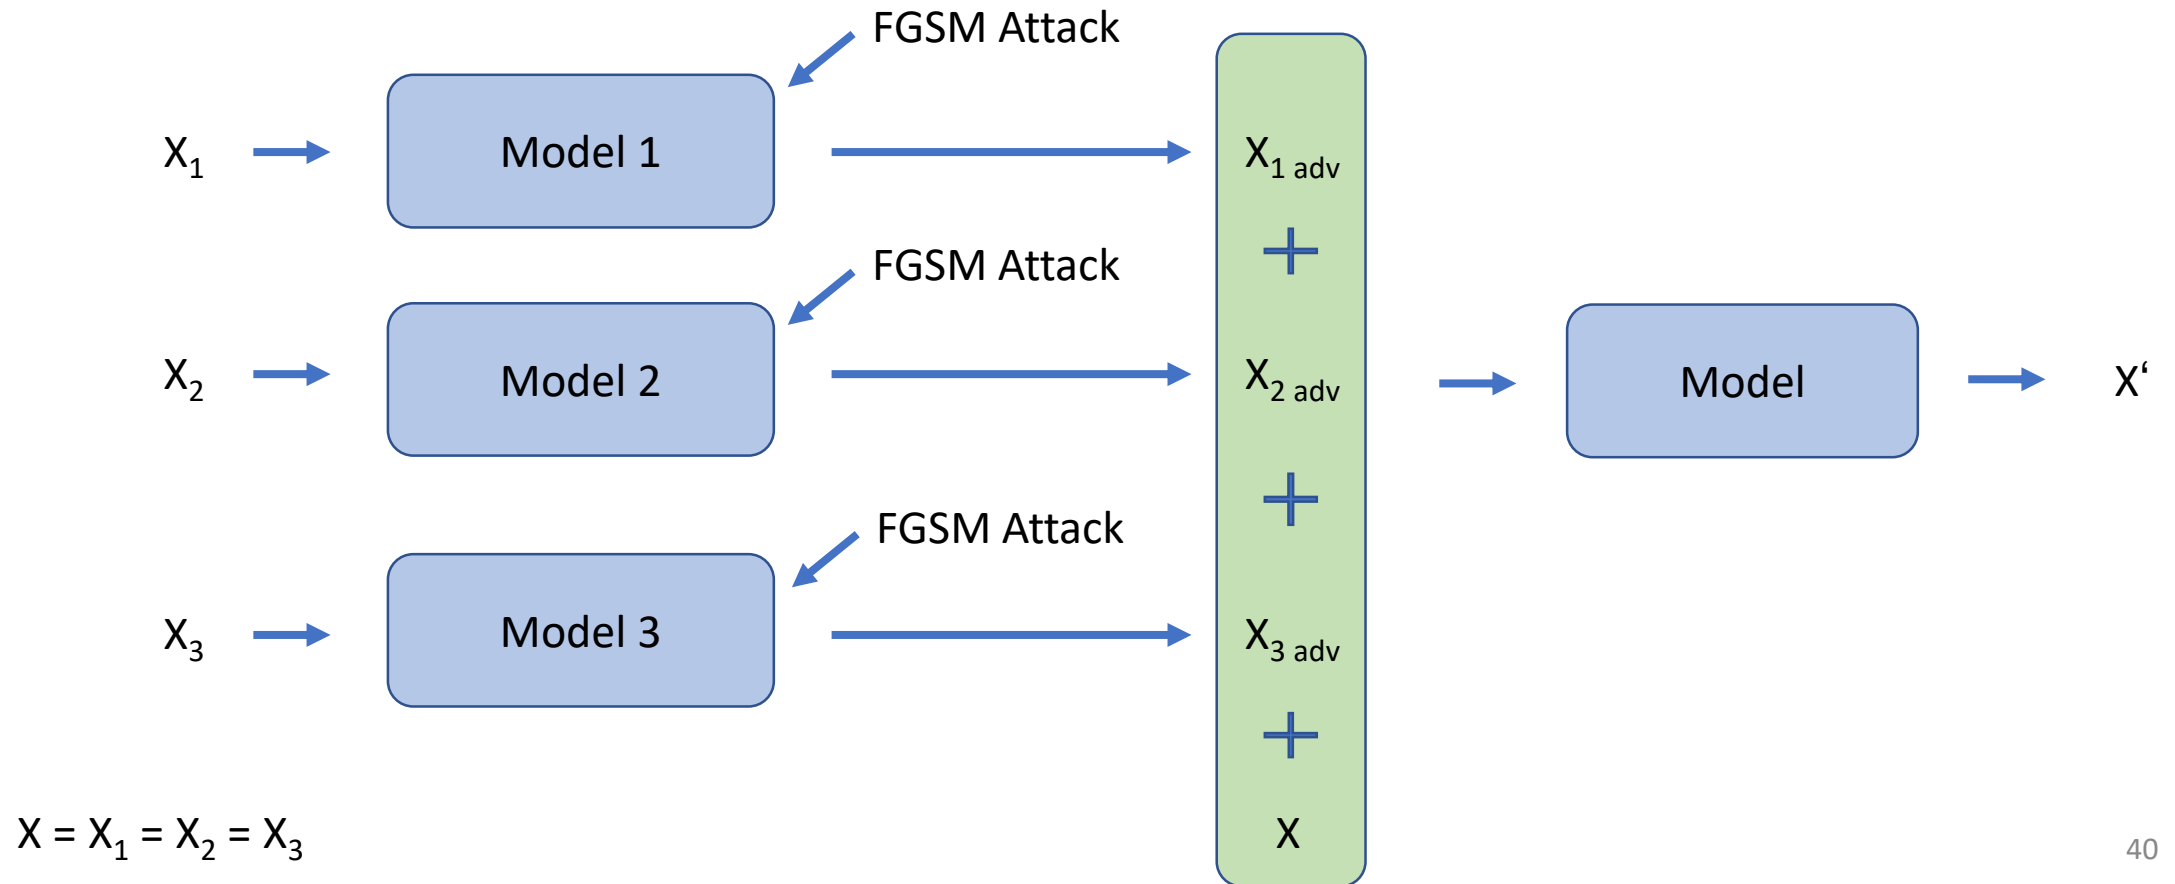 FGSM Attack
X₁
Model 1
X₁ adv
+
FGSM Attack
X₂
Model 2
X₂ adv
Model
X‘
+
FGSM Attack
X₃
Model 3
X₃ adv
+
X = X₁ = X₂ = X₃
X
40